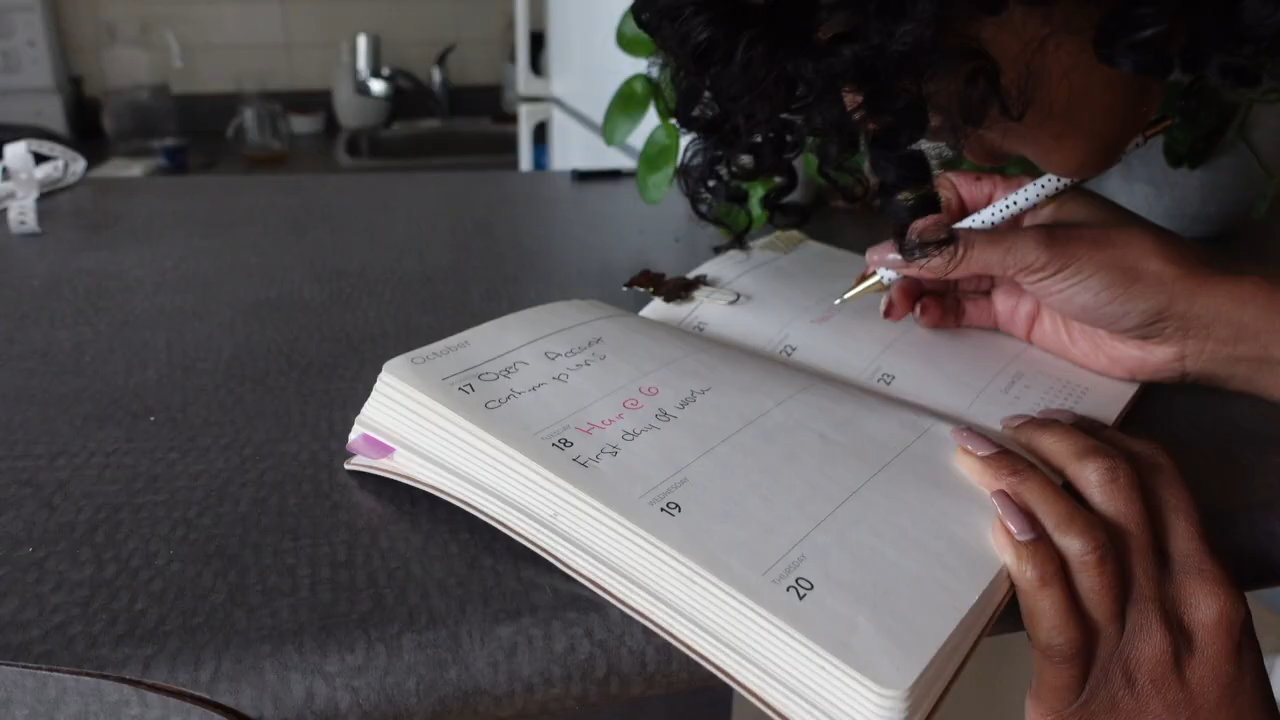 October
17 Open Account
Confirm plans
TUESDAY
18 Hair @ 6
First day of work
WEDNESDAY
19
THURSDAY
20
21
22
23